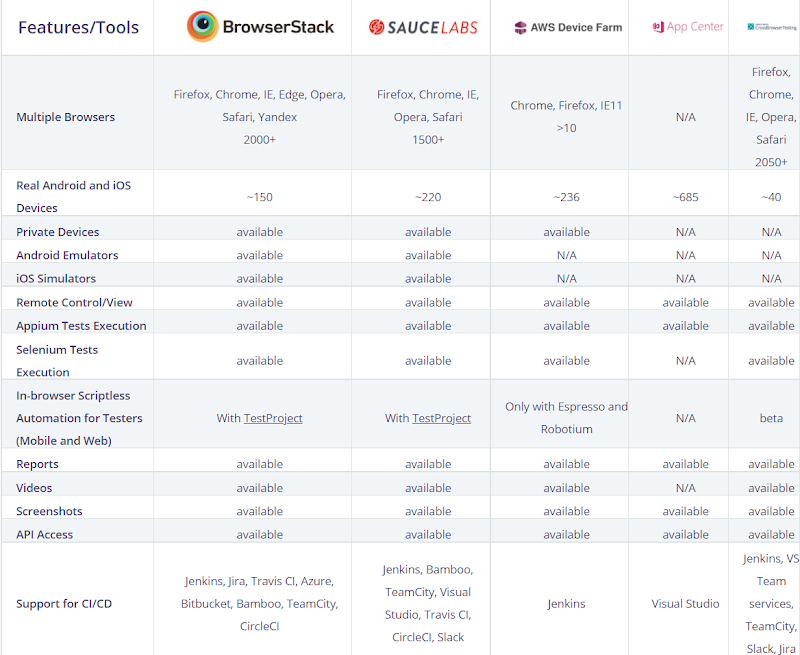 Features/Tools BrowserStack SAUCELABS AWS Device Farm App Center CrossBrowserTesting
Multiple Browsers
Firefox, Chrome, IE, Edge, Opera,
Safari, Yandex
2000+
Firefox, Chrome, IE,
Opera, Safari
1500+
Chrome, Firefox, IE11
>10
N/A
Firefox,
Chrome,
IE, Opera,
Safari
2050+
Real Android and iOS
Devices
~150 ~220 ~236 ~685 ~40
Private Devices available available available N/A N/A
Android Emulators available available N/A N/A N/A
iOS Simulators available available N/A N/A N/A
Remote Control/View available available available available available
Appium Tests Execution available available available available available
Selenium Tests
Execution
available available available N/A available
In-browser Scriptless
Automation for Testers
(Mobile and Web)
With TestProject
With TestProject
Only with Espresso and
Robotium
N/A
beta
Reports available available available available available
Videos available available available N/A available
Screenshots available available available available available
API Access available available available available available
Support for CI/CD
Jenkins, Jira, Travis CI, Azure,
Bitbucket, Bamboo, TeamCity,
CircleCI
Jenkins, Bamboo,
TeamCity, Visual
Studio, Travis CI,
CircleCI, Slack
Jenkins
Visual Studio
Jenkins, VS
Team
services,
TeamCity,
Slack, Jira